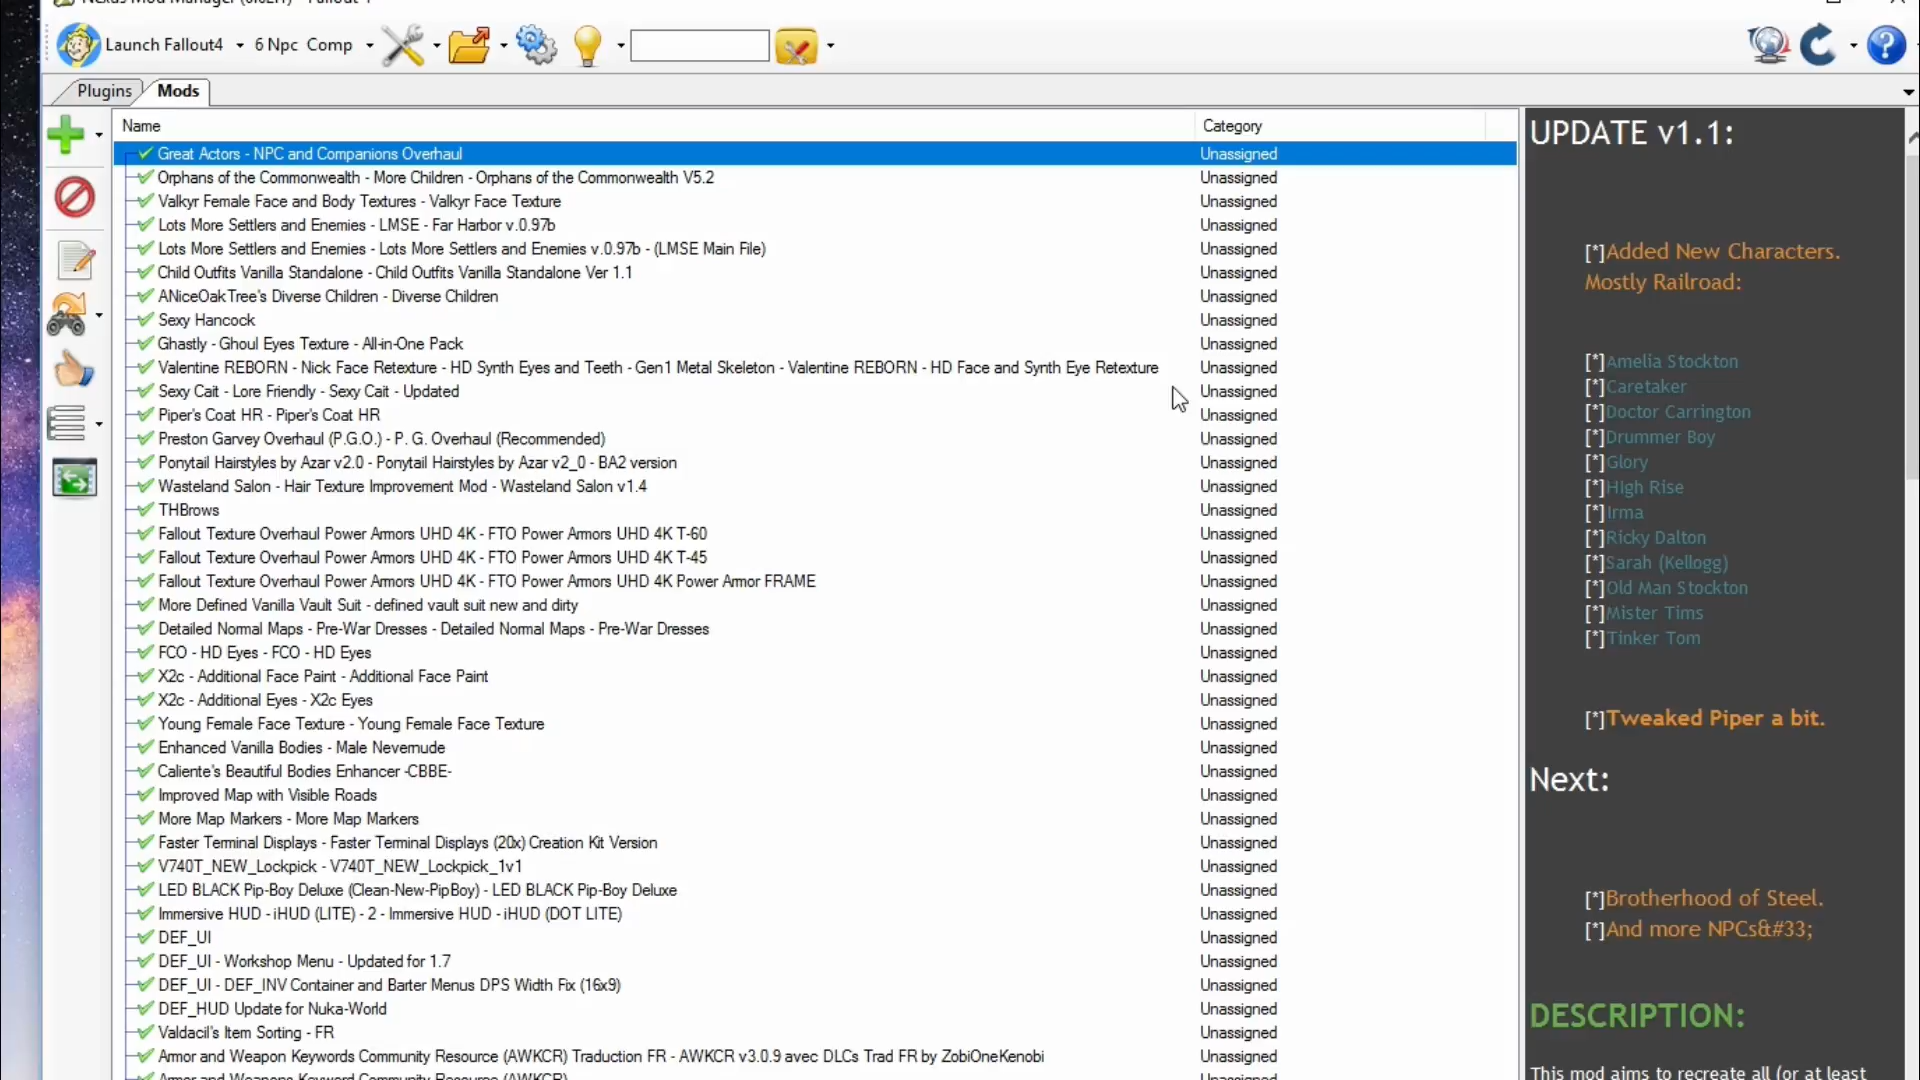 Launch Fallout4
6 Npc Comp
Plugins
Mods
Name
Category
Great Actors - NPC and Companions Overhaul Unassigned
Orphans of the Commonwealth - More Children - Orphans of the Commonwealth V5.2 Unassigned
Valkyr Female Face and Body Textures - Valkyr Face Texture Unassigned
Lots More Settlers and Enemies - LMSE - Far Harbor v.0.97b Unassigned
Lots More Settlers and Enemies - Lots More Settlers and Enemies v.0.97b - (LMSE Main File) Unassigned
Child Outfits Vanilla Standalone - Child Outfits Vanilla Standalone Ver 1.1 Unassigned
ANiceOakTree's Diverse Children - Diverse Children Unassigned
Sexy Hancock Unassigned
Ghastly - Ghoul Eyes Texture - All-in-One Pack Unassigned
Valentine REBORN - Nick Face Retexture - HD Synth Eyes and Teeth - Gen1 Metal Skeleton - Valentine REBORN - HD Face and Synth Eye Retexture Unassigned
Sexy Cait - Lore Friendly - Sexy Cait - Updated Unassigned
Piper's Coat HR - Piper's Coat HR Unassigned
Preston Garvey Overhaul (P.G.O.) - P. G. Overhaul (Recommended) Unassigned
Ponytail Hairstyles by Azar v2.0 - Ponytail Hairstyles by Azar v2_0 - BA2 version Unassigned
Wasteland Salon - Hair Texture Improvement Mod - Wasteland Salon v1.4 Unassigned
THBrows Unassigned
Fallout Texture Overhaul Power Armors UHD 4K - FTO Power Armors UHD 4K T-60 Unassigned
Fallout Texture Overhaul Power Armors UHD 4K - FTO Power Armors UHD 4K T-45 Unassigned
Fallout Texture Overhaul Power Armors UHD 4K - FTO Power Armors UHD 4K Power Armor FRAME Unassigned
More Defined Vanilla Vault Suit - defined vault suit new and dirty Unassigned
Detailed Normal Maps - Pre-War Dresses - Detailed Normal Maps - Pre-War Dresses Unassigned
FCO - HD Eyes - FCO - HD Eyes Unassigned
X2c - Additional Face Paint - Additional Face Paint Unassigned
X2c - Additional Eyes - X2c Eyes Unassigned
Young Female Face Texture - Young Female Face Texture Unassigned
Enhanced Vanilla Bodies - Male Nevernude Unassigned
Caliente's Beautiful Bodies Enhancer -CBBE- Unassigned
Improved Map with Visible Roads Unassigned
More Map Markers - More Map Markers Unassigned
Faster Terminal Displays - Faster Terminal Displays (20x) Creation Kit Version Unassigned
V740T_NEW_Lockpick - V740T_NEW_Lockpick_1v1 Unassigned
LED BLACK Pip-Boy Deluxe (Clean-New-PipBoy) - LED BLACK Pip-Boy Deluxe Unassigned
Immersive HUD - iHUD (LITE) - 2 - Immersive HUD - iHUD (DOT LITE) Unassigned
DEF_UI Unassigned
DEF_UI - Workshop Menu - Updated for 1.7 Unassigned
DEF_UI - DEF_INV Container and Barter Menus DPS Width Fix (16x9) Unassigned
DEF_HUD Update for Nuka-World Unassigned
Valdacil's Item Sorting - FR Unassigned
Armor and Weapon Keywords Community Resource (AWKCR) Traduction FR - AWKCR v3.0.9 avec DLCs Trad FR by ZobiOneKenobi Unassigned
Armor and Weapons Keyword Community Resource (AWKCR) Unassigned
UPDATE v1.1:
[*]Added New Characters.
Mostly Railroad:
[*]Amelia Stockton
[*]Caretaker
[*]Doctor Carrington
[*]Drummer Boy
[*]Glory
[*]HIgh Rise
[*]Irma
[*]Ricky Dalton
[*]Sarah (Kellogg)
[*]Old Man Stockton
[*]Mister Tims
[*]Tinker Tom
[*]Tweaked Piper a bit.
Next:
[*]Brotherhood of Steel.
[*]And more NPCs&#33;
DESCRIPTION:
This mod aims to recreate all (or at least